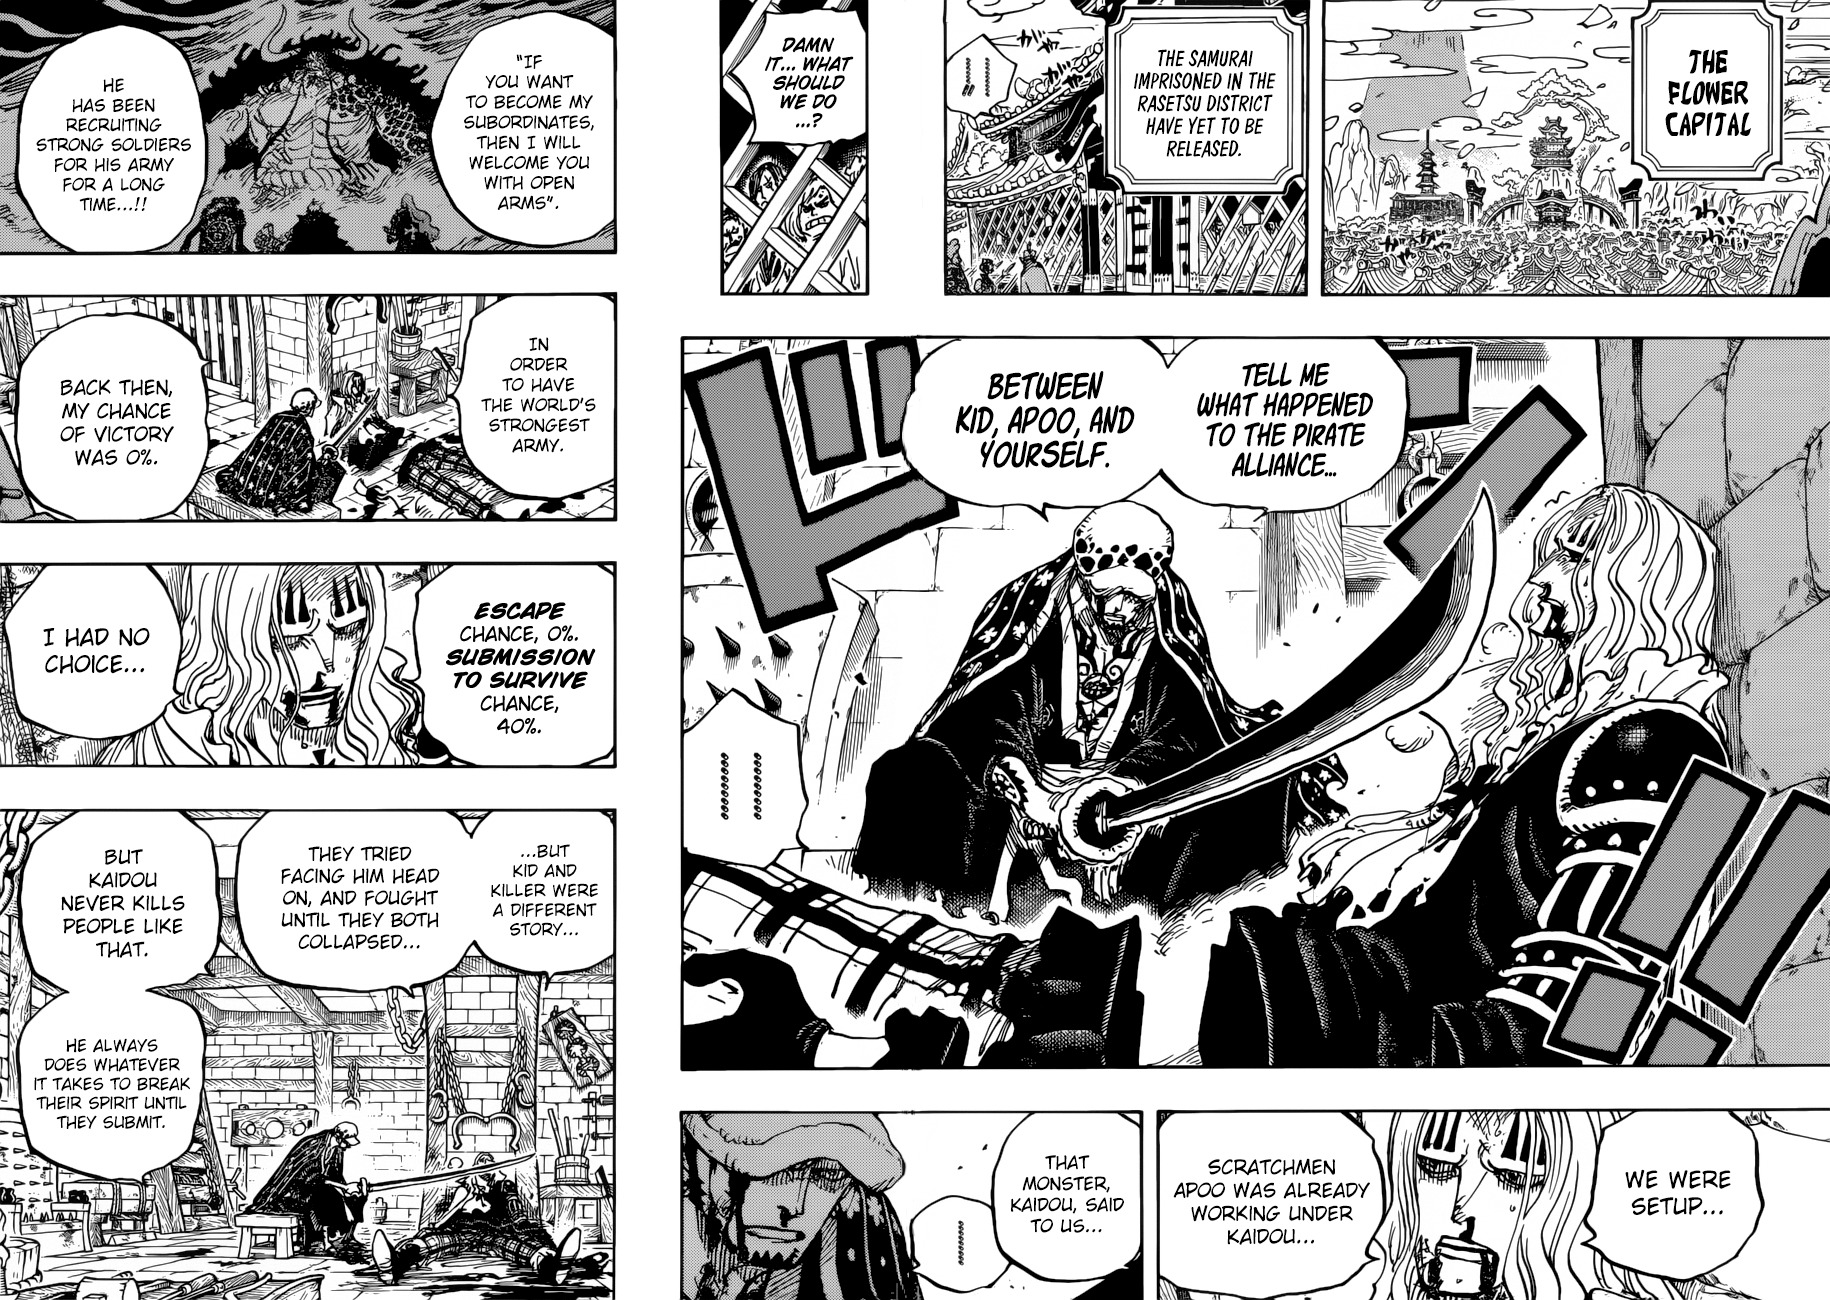 THE
FLOWER
CAPITAL
THE SAMURAI
IMPRISONED IN THE
RASETSU DISTRICT
HAVE YET TO BE
RELEASED.
DAMN
IT... WHAT
SHOULD
WE DO
...?
TELL ME
WHAT HAPPENED
TO THE PIRATE
ALLIANCE...
BETWEEN
KID, APOO, AND
YOURSELF.
WE WERE
SETUP...
SCRATCHMEN
APOO WAS ALREADY
WORKING UNDER
KAIDOU...
THAT
MONSTER,
KAIDOU, SAID
TO US...
"IF
YOU WANT
TO BECOME MY
SUBORDINATES,
THEN I WILL
WELCOME YOU
WITH OPEN
ARMS".
HE
HAS BEEN
RECRUITING
STRONG SOLDIERS
FOR HIS ARMY
FOR A LONG
TIME...!!
IN
ORDER
TO HAVE
THE WORLD'S
STRONGEST
ARMY.
BACK THEN,
MY CHANCE
OF VICTORY
WAS 0%.
ESCAPE
CHANCE, 0%.
SUBMISSION
TO SURVIVE
CHANCE,
40%.
I HAD NO
CHOICE...
...BUT
KID AND
KILLER WERE
A DIFFERENT
STORY...
THEY TRIED
FACING HIM HEAD
ON, AND FOUGHT
UNTIL THEY BOTH
COLLAPSED...
BUT
KAIDOU
NEVER KILLS
PEOPLE LIKE
THAT.
HE ALWAYS
DOES WHATEVER
IT TAKES TO BREAK
THEIR SPIRIT UNTIL
THEY SUBMIT.